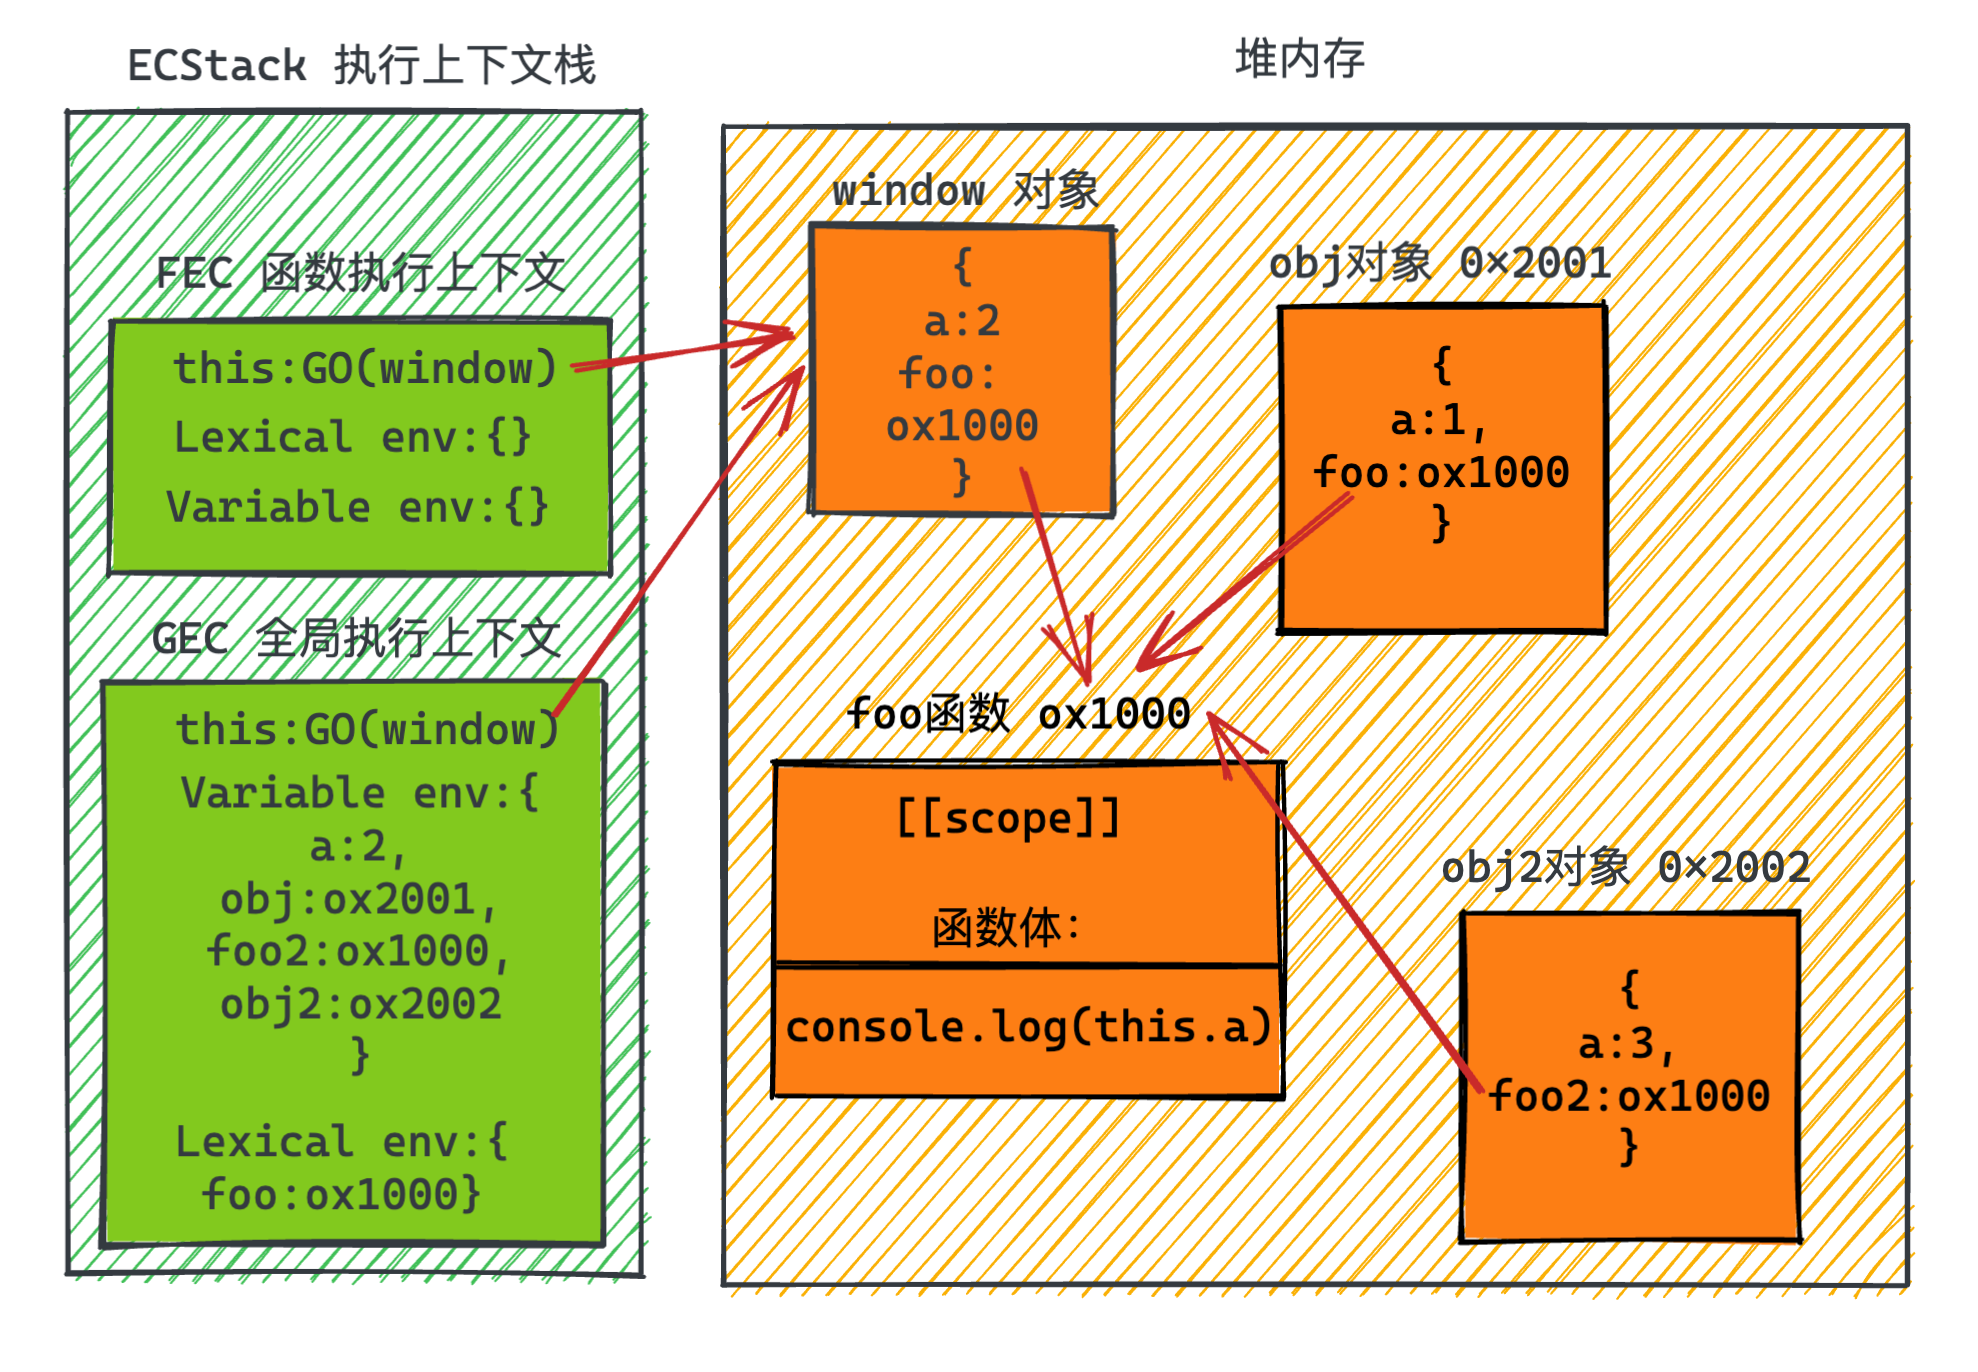 ECStack 执行上下文栈
FEC 函数执行上下文
this:GO(window)
Lexical env:{}
Variable env:{}
GEC 全局执行上下文
this:GO(window)
Variable env:{
a:2,
obj:ox2001,
foo2:ox1000,
obj2:ox2002
}
Lexical env:{
foo:ox1000}
堆内存
window 对象
{
a:2
foo:
ox1000
}
obj对象 0×2001
{
a:1,
foo:ox1000
}
foo函数 ox1000
[[scope]]
函数体:
console.log(this.a)
obj2对象 0×2002
{
a:3,
foo2:ox1000
}